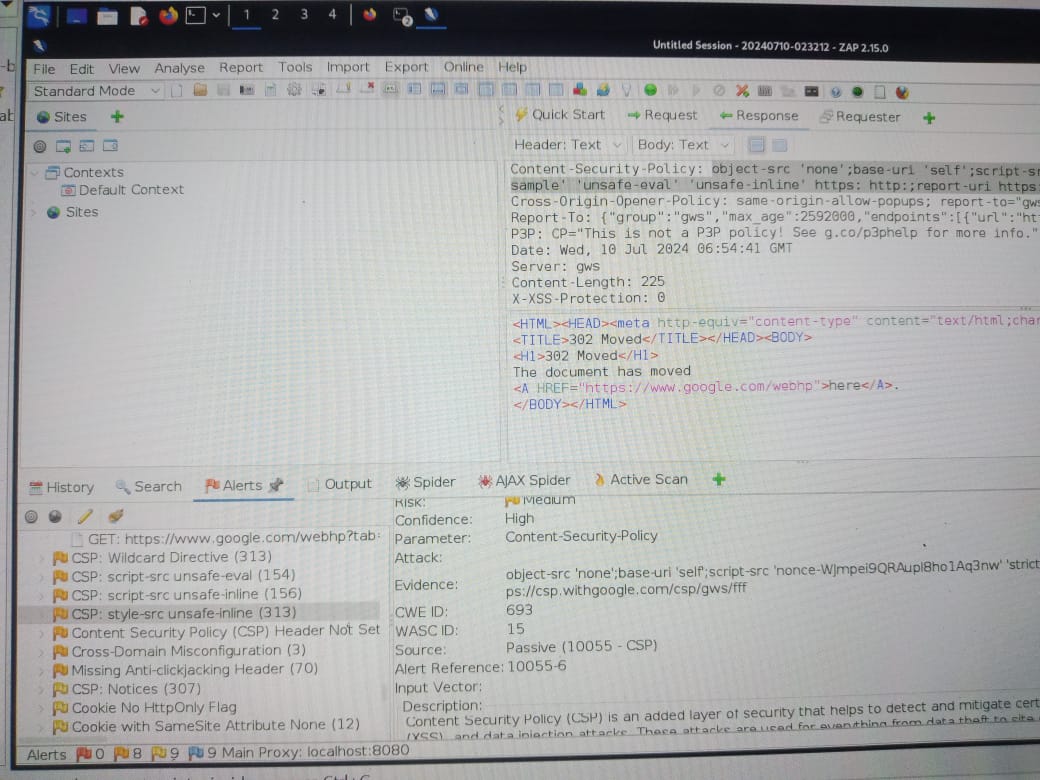 1 2 3 4 2
Untitled Session - 20240710-023212 - ZAP 2.15.0
File Edit View Analyse Report Tools Import Export Online Help
Standard Mode
Sites
Quick Start Request Response Requester
Header: Text Body: Text
Contexts
Default Context
Sites
Content-Security-Policy: object-src 'none';base-uri 'self';script-sr
sample' 'unsafe-eval' 'unsafe-inline' https: http:;report-uri https
Cross-Origin-Opener-Policy: same-origin-allow-popups; report-to="gws
Report-To: {"group":"gws","max_age":2592000,"endpoints":[{"url":"ht
P3P: CP="This is not a P3P policy! See g.co/p3phelp for more info."
Date: Wed, 10 Jul 2024 06:54:41 GMT
Server: gws
Content-Length: 225
X-XSS-Protection: 0
<HTML><HEAD><meta http-equiv="content-type" content="text/html;char
<TITLE>302 Moved</TITLE></HEAD><BODY>
<H1>302 Moved</H1>
The document has moved
<A HREF="https://www.google.com/webhp">here</A>.
</BODY></HTML>
History Search Alerts Output Spider AJAX Spider Active Scan
GET: https://www.google.com/webhp?tab=
CSP: Wildcard Directive (313)
CSP: script-src unsafe-eval (154)
CSP: script-src unsafe-inline (156)
CSP: style-src unsafe-inline (313)
Content Security Policy (CSP) Header Not Set
Cross-Domain Misconfiguration (3)
Missing Anti-clickjacking Header (70)
CSP: Notices (307)
Cookie No HttpOnly Flag
Cookie with SameSite Attribute None (12)
Risk: Medium
Confidence: High
Parameter: Content-Security-Policy
Attack:
Evidence: object-src 'none';base-uri 'self';script-src 'nonce-WJmpei9QRAupl8ho1Aq3nw' 'strict
ps://csp.withgoogle.com/csp/gws/fff
CWE ID: 693
WASC ID: 15
Source: Passive (10055 - CSP)
Alert Reference: 10055-6
Input Vector:
Description:
Content Security Policy (CSP) is an added layer of security that helps to detect and mitigate cert
(XSS), and data injection attacks. These attacks are used for everything from data theft to site
Alerts 0 8 9 9 Main Proxy: localhost:8080